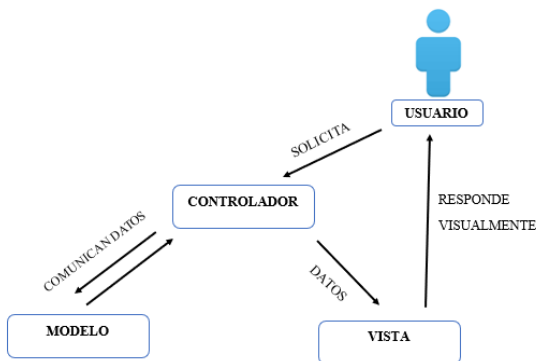 USUARIO
SOLICITA
CONTROLADOR
RESPONDE
VISUALMENTE
COMUNICAN DATOS
DATOS
MODELO
VISTA